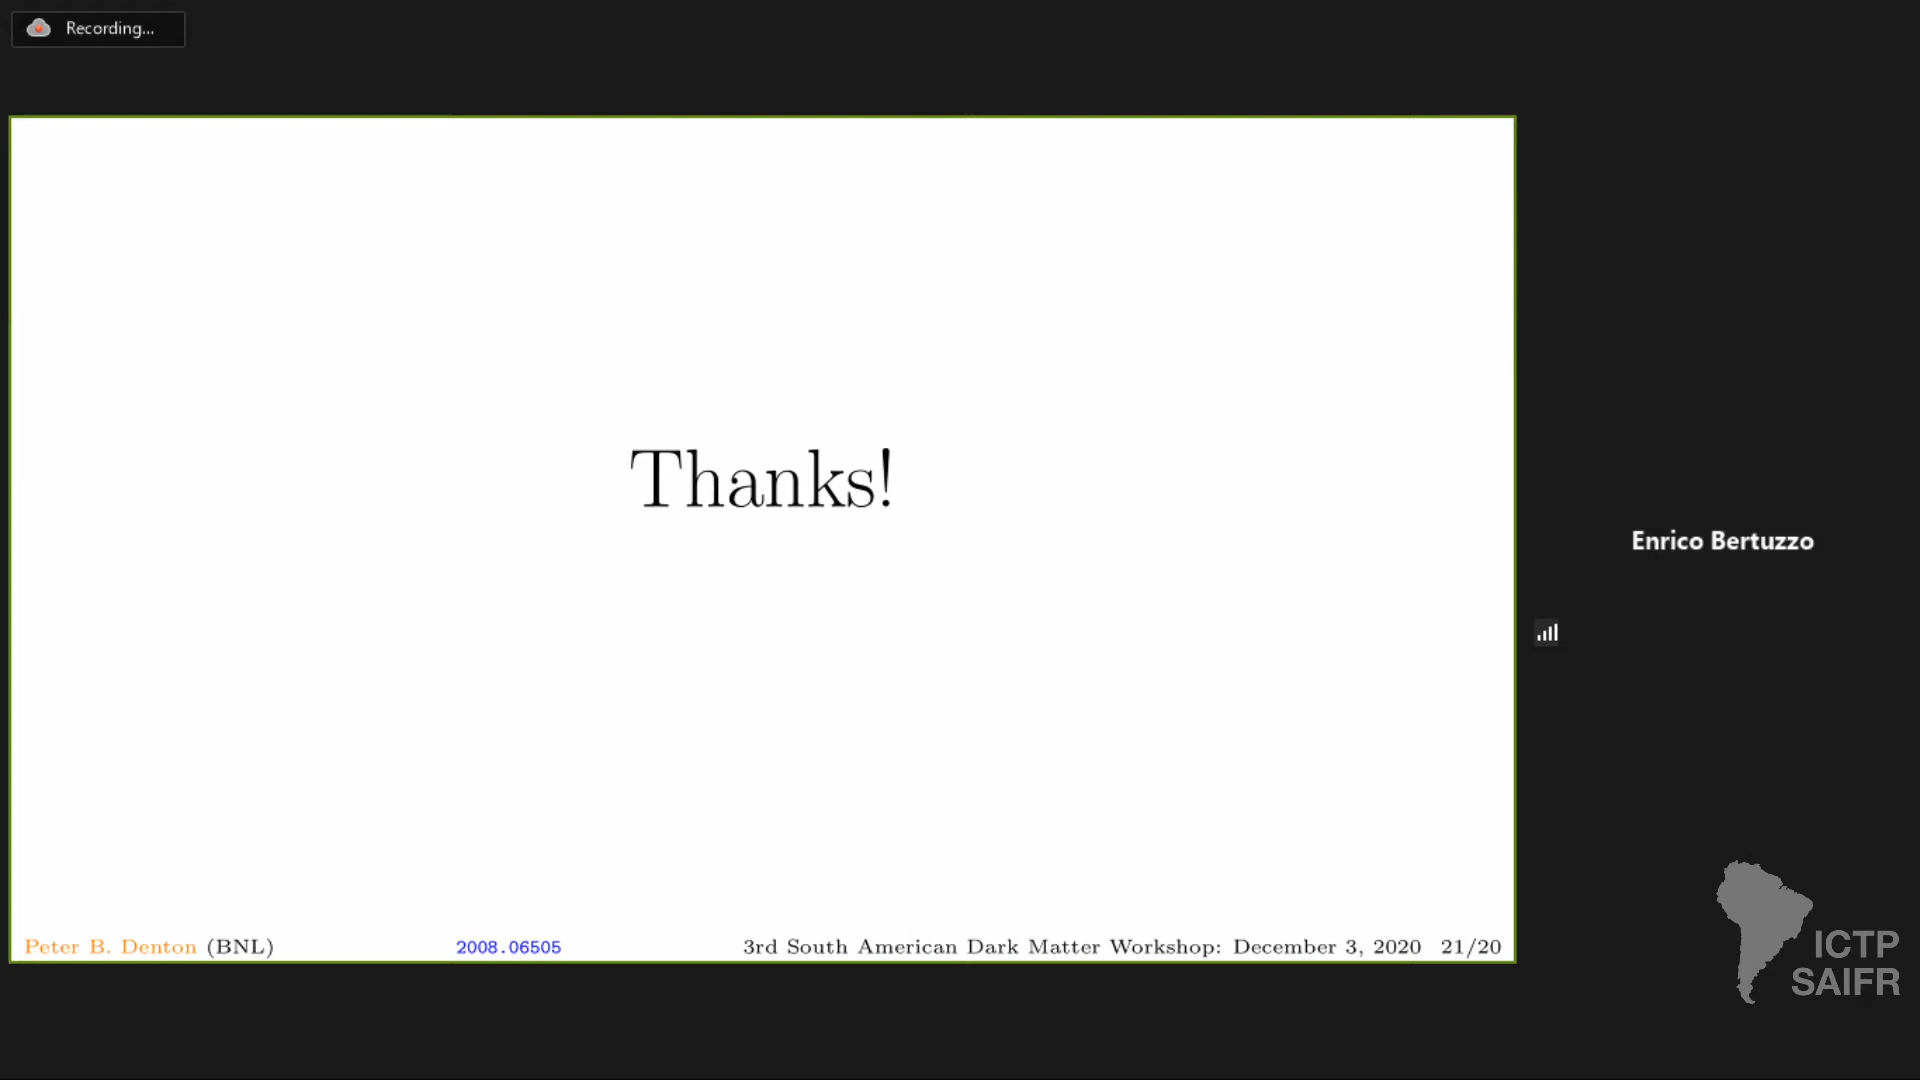 Recording...
Thanks!
Enrico Bertuzzo
Peter B. Denton (BNL) 2008.06505 3rd South American Dark Matter Workshop: December 3, 2020 21/20
ICTP
SAIFR